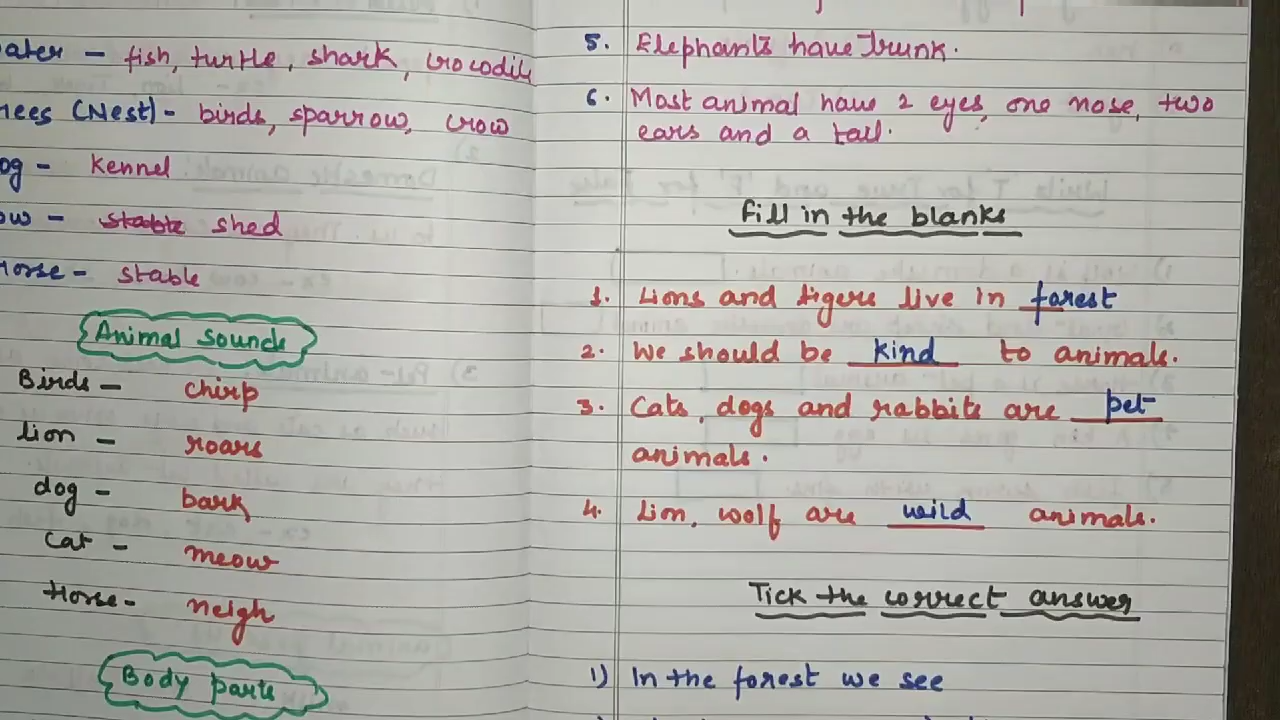 ater - fish, turtle, shark, crocodile
rees (Nest) - birds, sparrow, crow
og - Kennel
ow - stable shed
Horse - stable
Animal sounds
Birds - chirp
lion - roars
dog - bark
cat - meow
Horse - neigh
Body parts
5. Elephants have Trunk.
6. Most animal have 2 eyes, one nose, two
ears and a tail.
Fill in the blanks
1. Lions and tigers live in forest
2. We should be kind to animals.
3. Cats, dogs and rabbits are pet
animals.
4. Lion, wolf are wild animals.
Tick the correct answer
1) In the forest we see